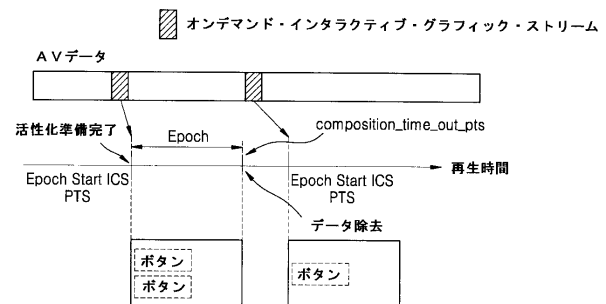 オンデマンド・インタラクティブ・グラフィック・ストリーム
AVデータ
活性化準備完了
Epoch
composition_time_out_pts
再生時間
Epoch Start ICS
PTS
Epoch Start ICS
PTS
データ除去
ボタン
ボタン
ボタン